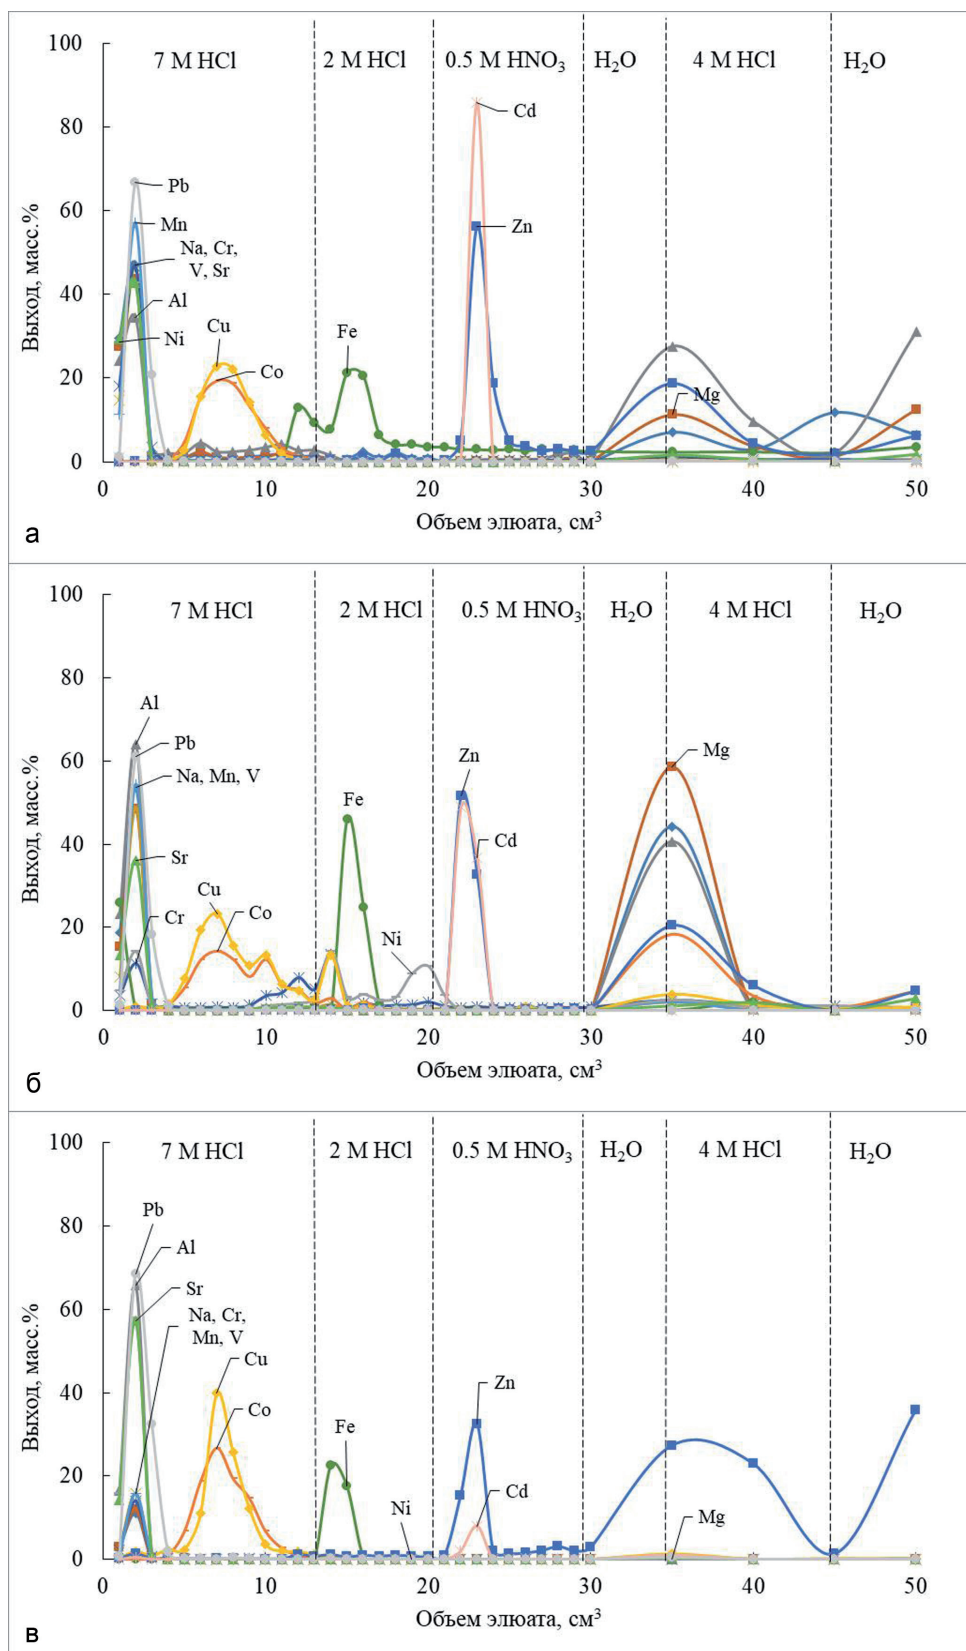 100
80
60
40
20
0
Выход, масс.%
7 M HCl
2 M HCl
0.5 M HNO3
H2O
4 M HCl
H2O
Pb
Mn
Na, Cr,
V, Sr
Al
Ni
Cu
Co
Fe
Cd
Zn
Mg
0
10
20
30
40
50
Объем элюата, см3
а
100
80
60
40
20
0
Выход, масс.%
7 M HCl
2 M HCl
0.5 M HNO3
H2O
4 M HCl
H2O
Al
Pb
Na, Mn, V
Sr
Cr
Cu
Co
Fe
Ni
Zn
Cd
Mg
0
10
20
30
40
50
Объем элюата, см3
б
100
80
60
40
20
0
Выход, масс.%
7 M HCl
2 M HCl
0.5 M HNO3
H2O
4 M HCl
H2O
Pb
Al
Sr
Na, Cr,
Mn, V
Cu
Co
Fe
Ni
Zn
Cd
Mg
0
10
20
30
40
50
Объем элюата, см3
в